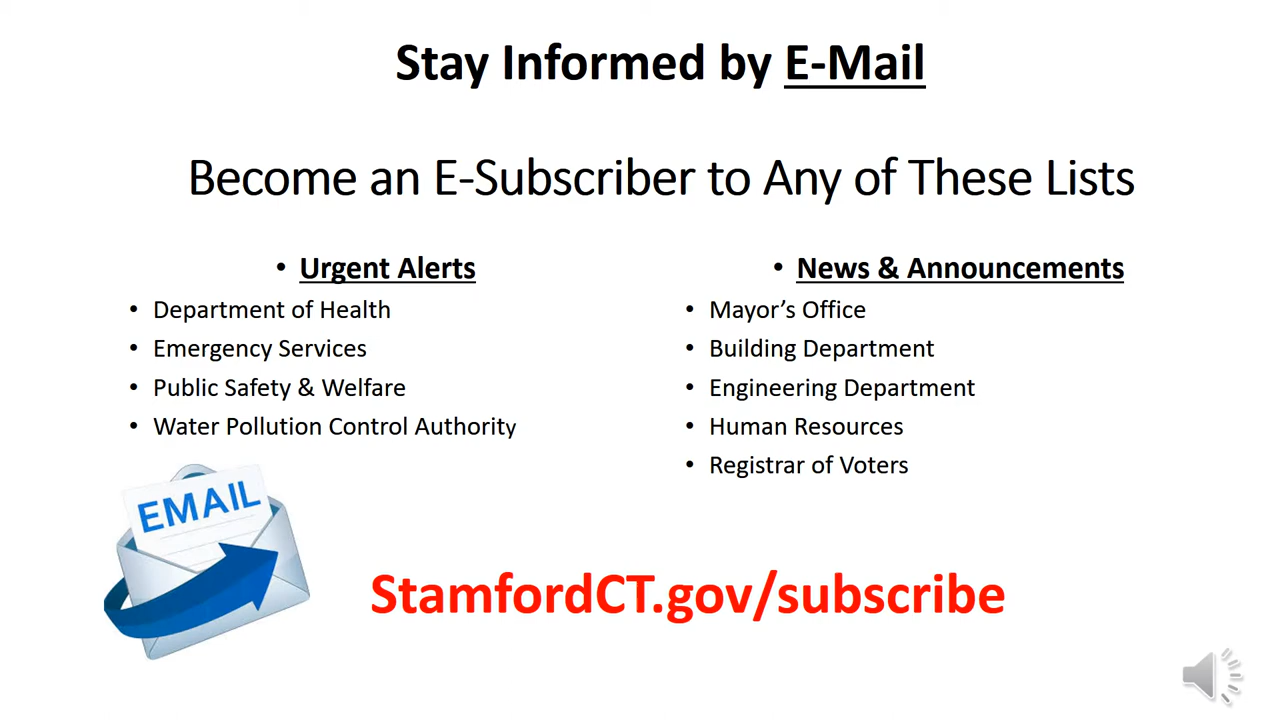 Stay Informed by E-Mail
Become an E-Subscriber to Any of These Lists
• Urgent Alerts
• Department of Health
• Emergency Services
• Public Safety & Welfare
• Water Pollution Control Authority
• News & Announcements
• Mayor’s Office
• Building Department
• Engineering Department
• Human Resources
• Registrar of Voters
EMAIL
StamfordCT.gov/subscribe